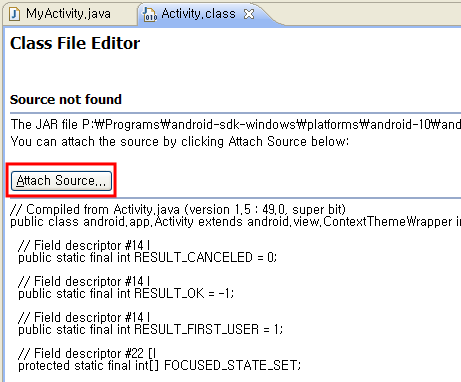 MyActivity.java
Activity.class
Class File Editor
Source not found
The JAR file P:₩Programs₩android-sdk-windows₩platforms₩android-10₩and
You can attach the source by clicking Attach Source below:
Attach Source...
// Compiled from Activity.java (version 1.5 : 49.0, super bit)
public class android.app.Activity extends android.view.ContextThemeWrapper
// Field descriptor #14 I
public static final int RESULT_CANCELED = 0;
// Field descriptor #14 I
public static final int RESULT_OK = -1;
// Field descriptor #14 I
public static final int RESULT_FIRST_USER = 1;
// Field descriptor #22 [I
protected static final int[] FOCUSED_STATE_SET;